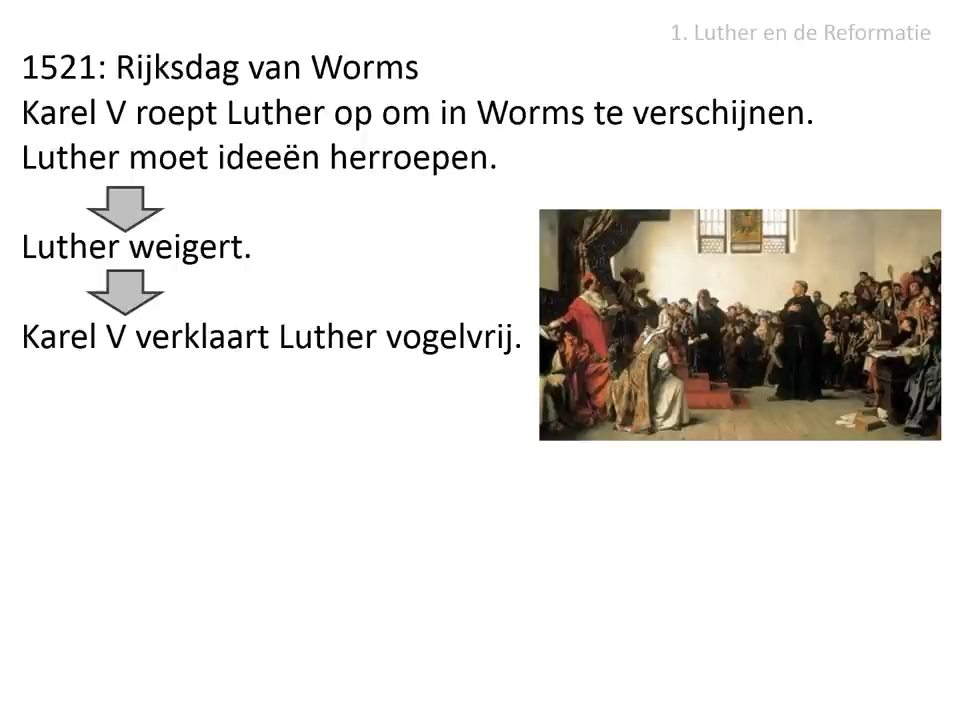 1. Luther en de Reformatie
1521: Rijksdag van Worms
Karel V roept Luther op om in Worms te verschijnen.
Luther moet ideeën herroepen.
Luther weigert.
Karel V verklaart Luther vogelvrij.